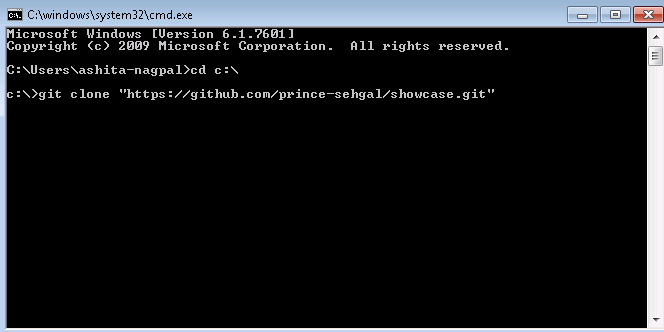 C:\windows\system32\cmd.exe
Microsoft Windows [Version 6.1.7601]
Copyright (c) 2009 Microsoft Corporation.  All rights reserved.
C:\Users\ashita-nagpal>cd c:\
c:\>git clone "https://github.com/prince-sehgal/showcase.git"